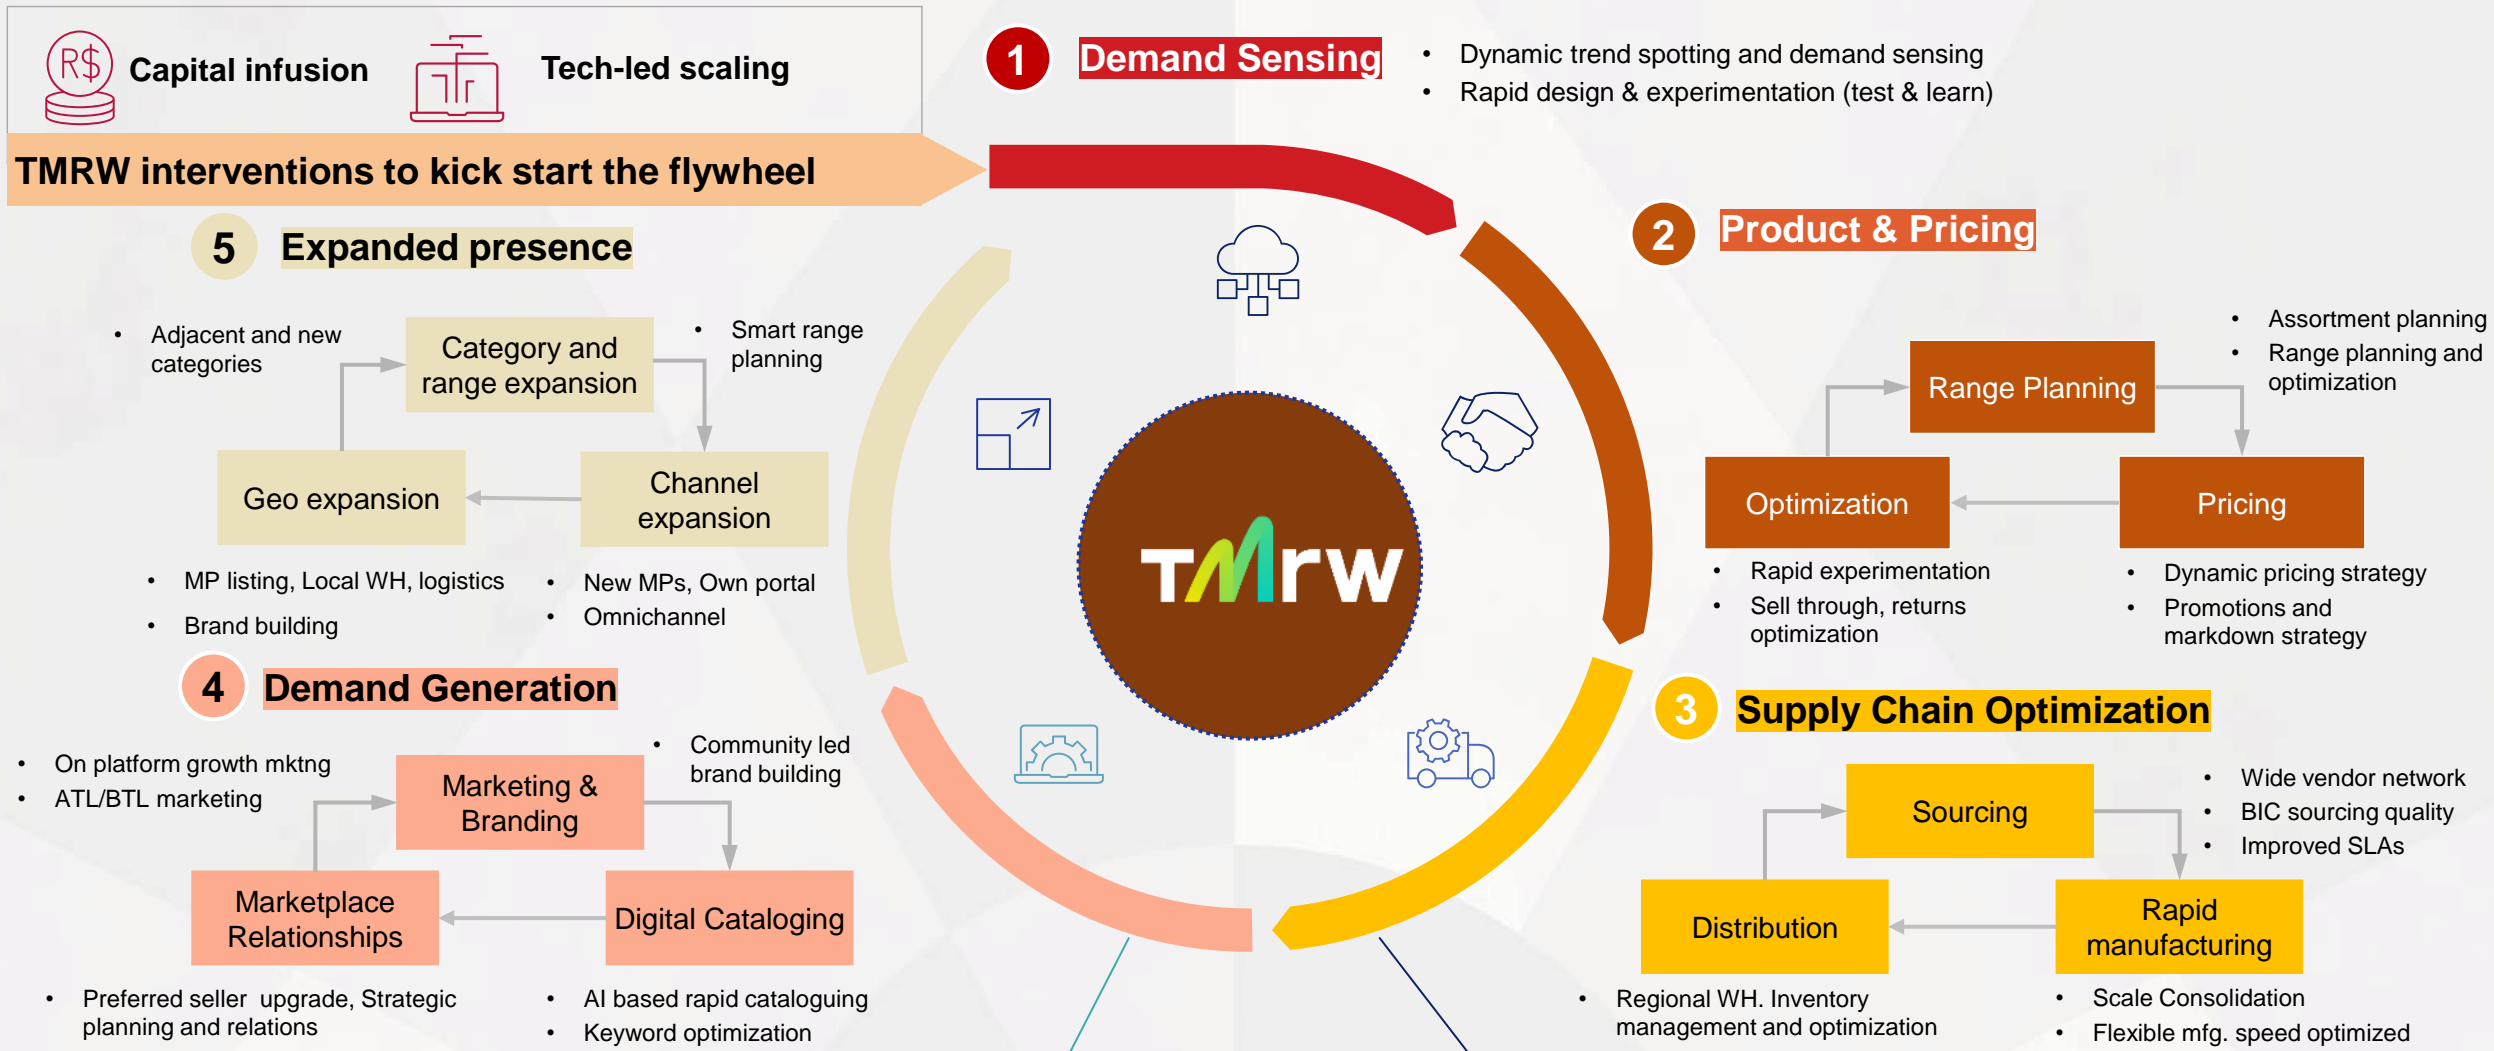 R$
Capital infusion
Tech-led scaling
TMRW interventions to kick start the flywheel
1
Demand Sensing
• Dynamic trend spotting and demand sensing
• Rapid design & experimentation (test & learn)
2
Product & Pricing
Range Planning
• Assortment planning
• Range planning and
optimization
Optimization
Pricing
• Rapid experimentation
• Sell through, returns
optimization
• Dynamic pricing strategy
• Promotions and
markdown strategy
3
Supply Chain Optimization
Sourcing
• Wide vendor network
• BIC sourcing quality
• Improved SLAs
Distribution
Rapid
manufacturing
• Regional WH. Inventory
management and optimization
• Scale Consolidation
• Flexible mfg. speed optimized
4
Demand Generation
• On platform growth mktng
• ATL/BTL marketing
Marketing &
Branding
• Community led
brand building
Marketplace
Relationships
Digital Cataloging
• Preferred seller upgrade, Strategic
planning and relations
• AI based rapid cataloguing
• Keyword optimization
5
Expanded presence
• Adjacent and new
categories
Category and
range expansion
• Smart range
planning
Geo expansion
Channel
expansion
• MP listing, Local WH, logistics
• Brand building
• New MPs, Own portal
• Omnichannel
TMrw